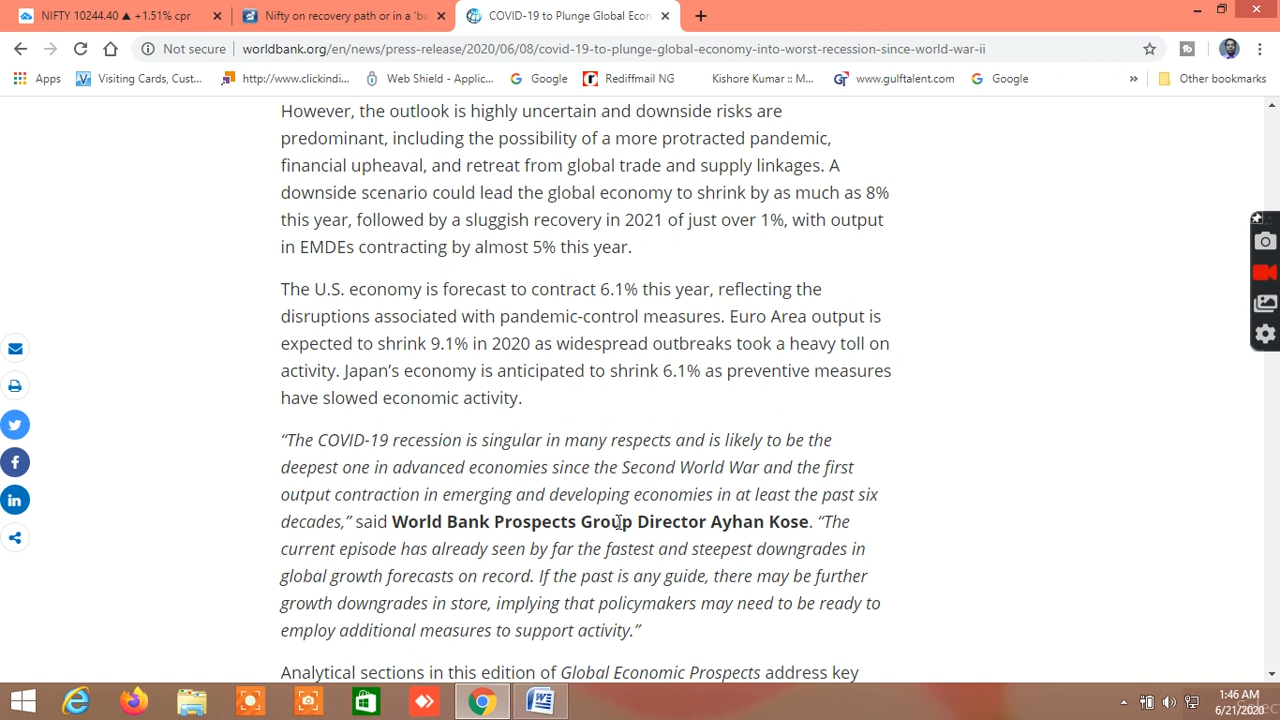 NIFTY 10244.40 ▲ +1.51% cpr
Nifty on recovery path or in a 'bu
COVID-19 to Plunge Global Econ
Not secure
worldbank.org/en/news/press-release/2020/06/08/covid-19-to-plunge-global-economy-into-worst-recession-since-world-war-ii
Apps
Visiting Cards, Cust...
http://www.clickindi...
Web Shield - Applic...
Google
Rediffmail NG
Kishore Kumar :: M...
www.gulftalent.com
Google
»
Other bookmarks
However, the outlook is highly uncertain and downside risks are
predominant, including the possibility of a more protracted pandemic,
financial upheaval, and retreat from global trade and supply linkages. A
downside scenario could lead the global economy to shrink by as much as 8%
this year, followed by a sluggish recovery in 2021 of just over 1%, with output
in EMDEs contracting by almost 5% this year.
The U.S. economy is forecast to contract 6.1% this year, reflecting the
disruptions associated with pandemic-control measures. Euro Area output is
expected to shrink 9.1% in 2020 as widespread outbreaks took a heavy toll on
activity. Japan's economy is anticipated to shrink 6.1% as preventive measures
have slowed economic activity.
“The COVID-19 recession is singular in many respects and is likely to be the
deepest one in advanced economies since the Second World War and the first
output contraction in emerging and developing economies in at least the past six
decades,” said World Bank Prospects Group Director Ayhan Kose. “The
current episode has already seen by far the fastest and steepest downgrades in
global growth forecasts on record. If the past is any guide, there may be further
growth downgrades in store, implying that policymakers may need to be ready to
employ additional measures to support activity.”
Analytical sections in this edition of Global Economic Prospects address key
1:46 AM
6/21/2020
Selec